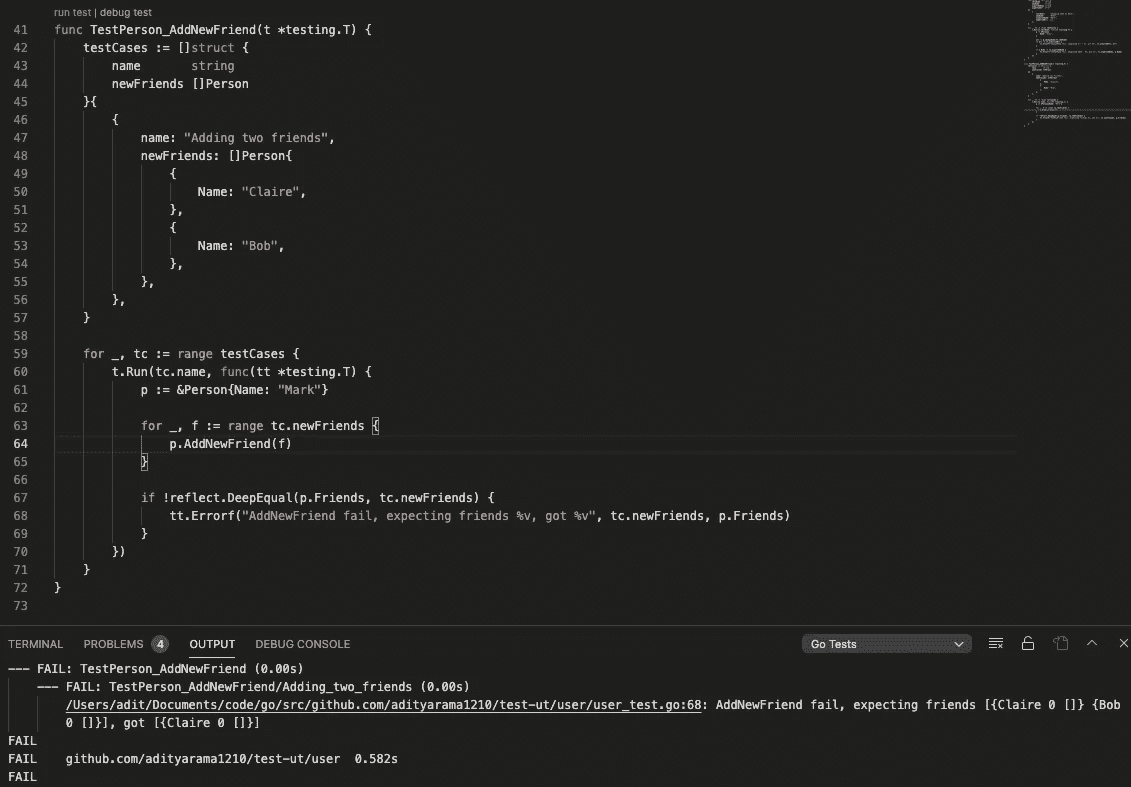 run test | debug test
41 func TestPerson_AddNewFriend(t *testing.T) {
42 testCases := []struct {
43 name string
44 newFriends []Person
45 }{
46 {
47 name: "Adding two friends",
48 newFriends: []Person{
49 {
50 Name: "Claire",
51 },
52 {
53 Name: "Bob",
54 },
55 },
56 },
57 }
58
59 for _, tc := range testCases {
60 t.Run(tc.name, func(tt *testing.T) {
61 p := &Person{Name: "Mark"}
62
63 for _, f := range tc.newFriends {
64 p.AddNewFriend(f)
65 }
66
67 if !reflect.DeepEqual(p.Friends, tc.newFriends) {
68 tt.Errorf("AddNewFriend fail, expecting friends %v, got %v", tc.newFriends, p.Friends)
69 }
70 })
71 }
72 }
73
TERMINAL PROBLEMS 4 OUTPUT DEBUG CONSOLE Go Tests
--- FAIL: TestPerson_AddNewFriend (0.00s)
--- FAIL: TestPerson_AddNewFriend/Adding_two_friends (0.00s)
/Users/adit/Documents/code/go/src/github.com/adityarama1210/test-ut/user/user_test.go:68: AddNewFriend fail, expecting friends [{Claire 0 []} {Bob
0 []}], got [{Claire 0 []}]
FAIL
FAIL github.com/adityarama1210/test-ut/user 0.582s
FAIL